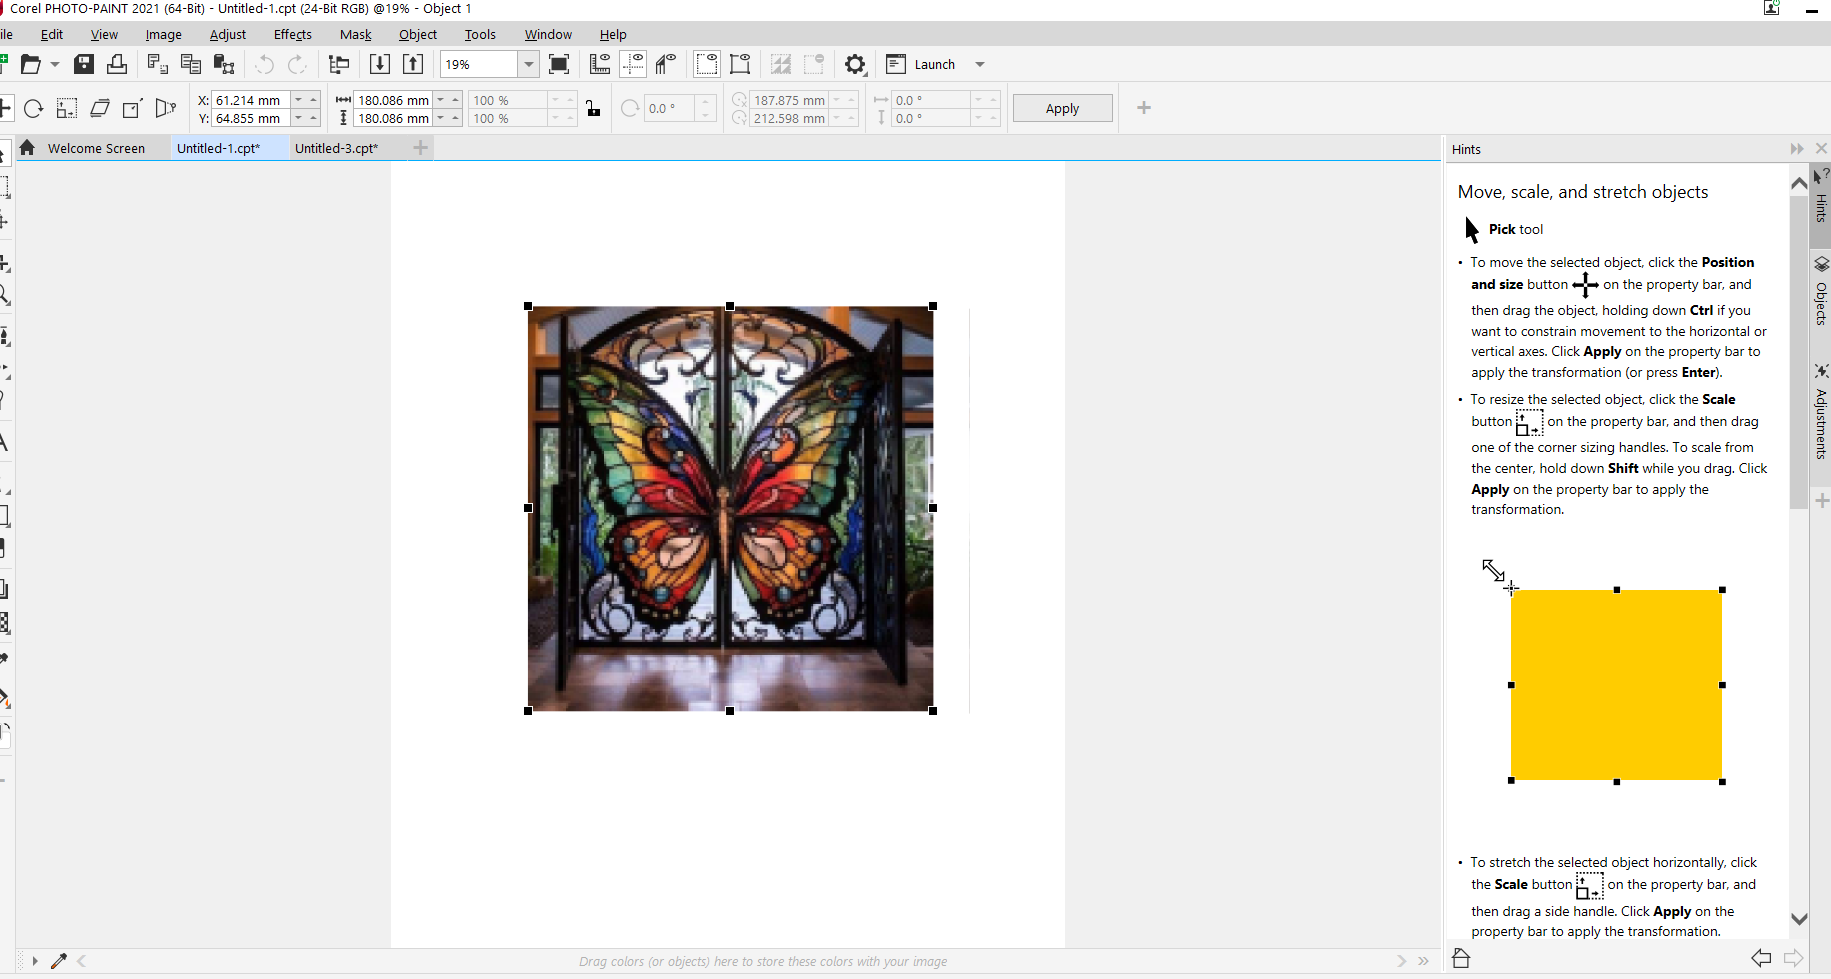 Corel PHOTO-PAINT 2021 (64-Bit) - Untitled-1.cpt (24-Bit RGB) @19% - Object 1
ile Edit View Image Adjust Effects Mask Object Tools Window Help
19% Launch
X: 61.214 mm 180.086 mm 100 % 0.0 ° 187.875 mm 0.0 ° Apply
Y: 64.855 mm 180.086 mm 100 % 212.598 mm 0.0 °
Welcome Screen Untitled-1.cpt* Untitled-3.cpt*
Hints
Move, scale, and stretch objects
Pick tool
• To move the selected object, click the Position
and size button on the property bar, and
then drag the object, holding down Ctrl if you
want to constrain movement to the horizontal or
vertical axes. Click Apply on the property bar to
apply the transformation (or press Enter).
• To resize the selected object, click the Scale
button on the property bar, and then drag
one of the corner sizing handles. To scale from
the center, hold down Shift while you drag. Click
Apply on the property bar to apply the
transformation.
• To stretch the selected object horizontally, click
the Scale button on the property bar, and
then drag a side handle. Click Apply on the
property bar to apply the transformation.
Hints
Objects
Adjustments
Drag colors (or objects) here to store these colors with your image